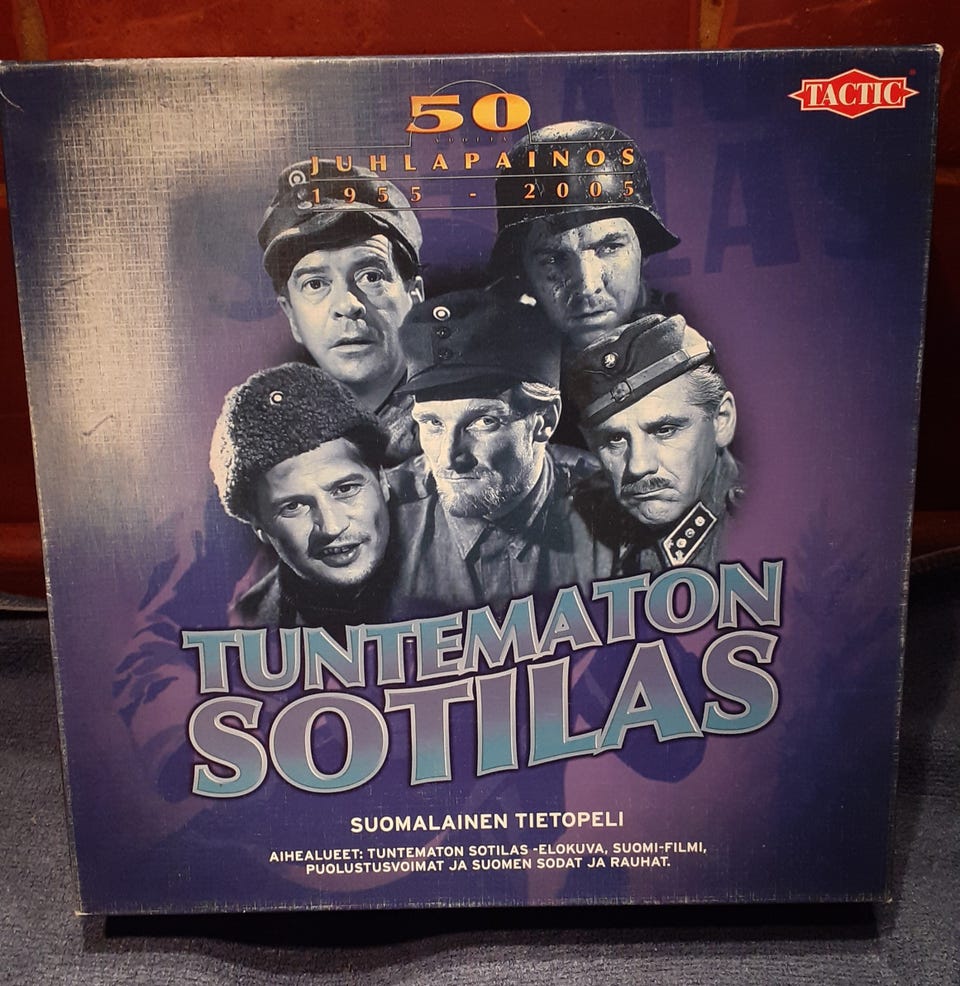 TACTIC
50
JUHLAPAINOS
1955 - 2005
TUNTEMATON
SOTILAS
SUOMALAINEN TIETOPELI
AIHEALUEET: TUNTEMATON SOTILAS -ELOKUVA, SUOMI-FILMI,
PUOLUSTUSVOIMAT JA SUOMEN SODAT JA RAUHAT.